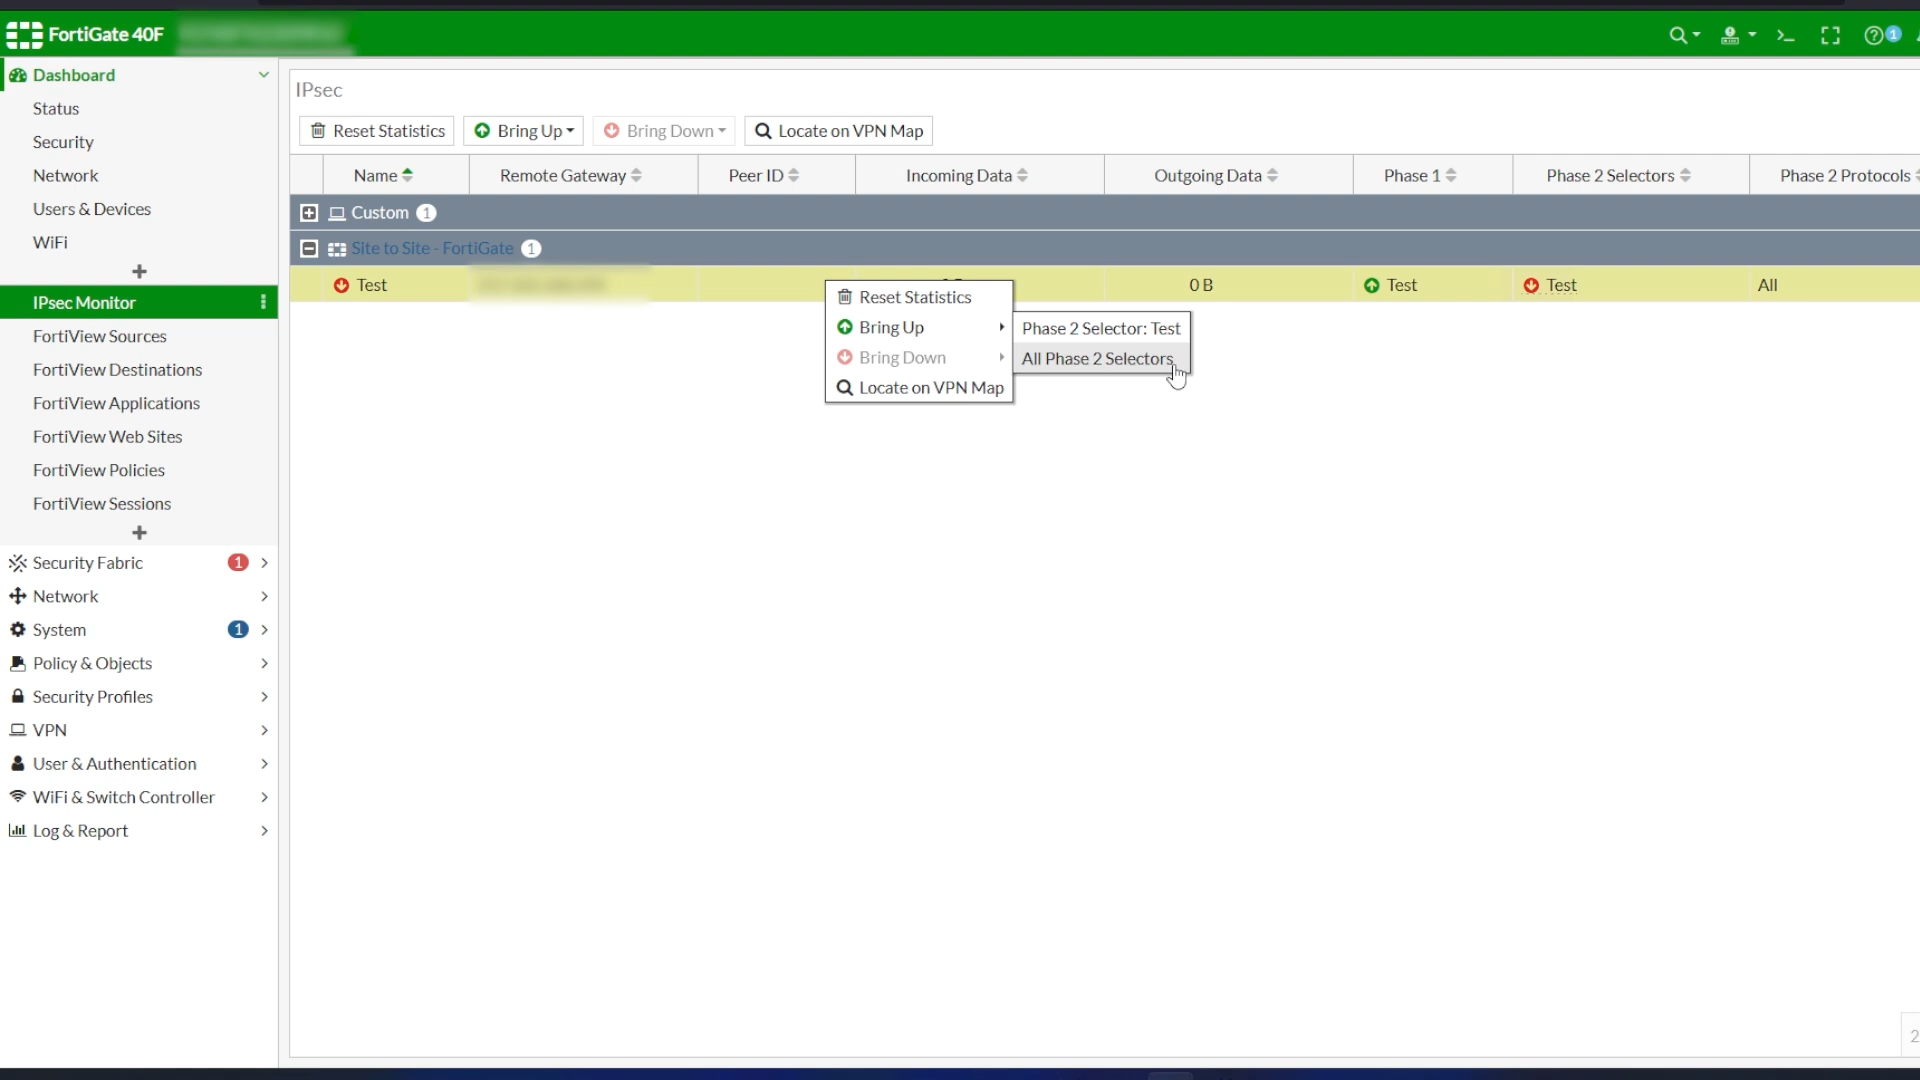 FortiGate 40F
1
Dashboard
Status
Security
Network
Users & Devices
WiFi
IPsec Monitor
FortiView Sources
FortiView Destinations
FortiView Applications
FortiView Web Sites
FortiView Policies
FortiView Sessions
Security Fabric 1
Network
System 1
Policy & Objects
Security Profiles
VPN
User & Authentication
WiFi & Switch Controller
Log & Report
IPsec
Reset Statistics Bring Up Bring Down Locate on VPN Map
Name Remote Gateway Peer ID Incoming Data Outgoing Data Phase 1 Phase 2 Selectors Phase 2 Protocols
Custom 1
Site to Site - FortiGate 1
Test 0 B Test Test All
Reset Statistics
Bring Up
Bring Down
Locate on VPN Map
Phase 2 Selector: Test
All Phase 2 Selectors
2